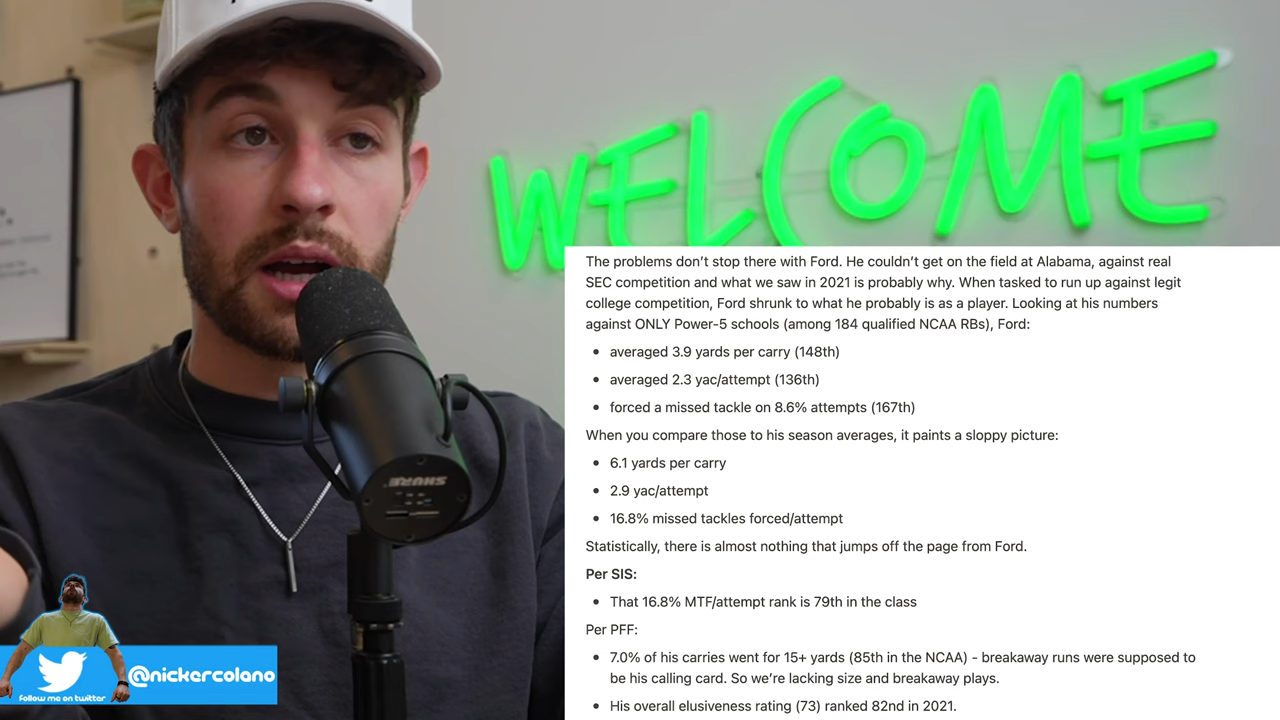 WELCOME
The problems don't stop there with Ford. He couldn't get on the field at Alabama, against real
SEC competition and what we saw in 2021 is probably why. When tasked to run up against legit
college competition, Ford shrunk to what he probably is as a player. Looking at his numbers
against ONLY Power-5 schools (among 184 qualified NCAA RBs), Ford:
• averaged 3.9 yards per carry (148th)
• averaged 2.3 yac/attempt (136th)
• forced a missed tackle on 8.6% attempts (167th)
When you compare those to his season averages, it paints a sloppy picture:
• 6.1 yards per carry
• 2.9 yac/attempt
• 16.8% missed tackles forced/attempt
Statistically, there is almost nothing that jumps off the page from Ford.
Per SIS:
• That 16.8% MTF/attempt rank is 79th in the class
Per PFF:
• 7.0% of his carries went for 15+ yards (85th in the NCAA) - breakaway runs were supposed to
be his calling card. So we're lacking size and breakaway plays.
• His overall elusiveness rating (73) ranked 82nd in 2021.
SHURE
@nickercolano
follow me on twitter